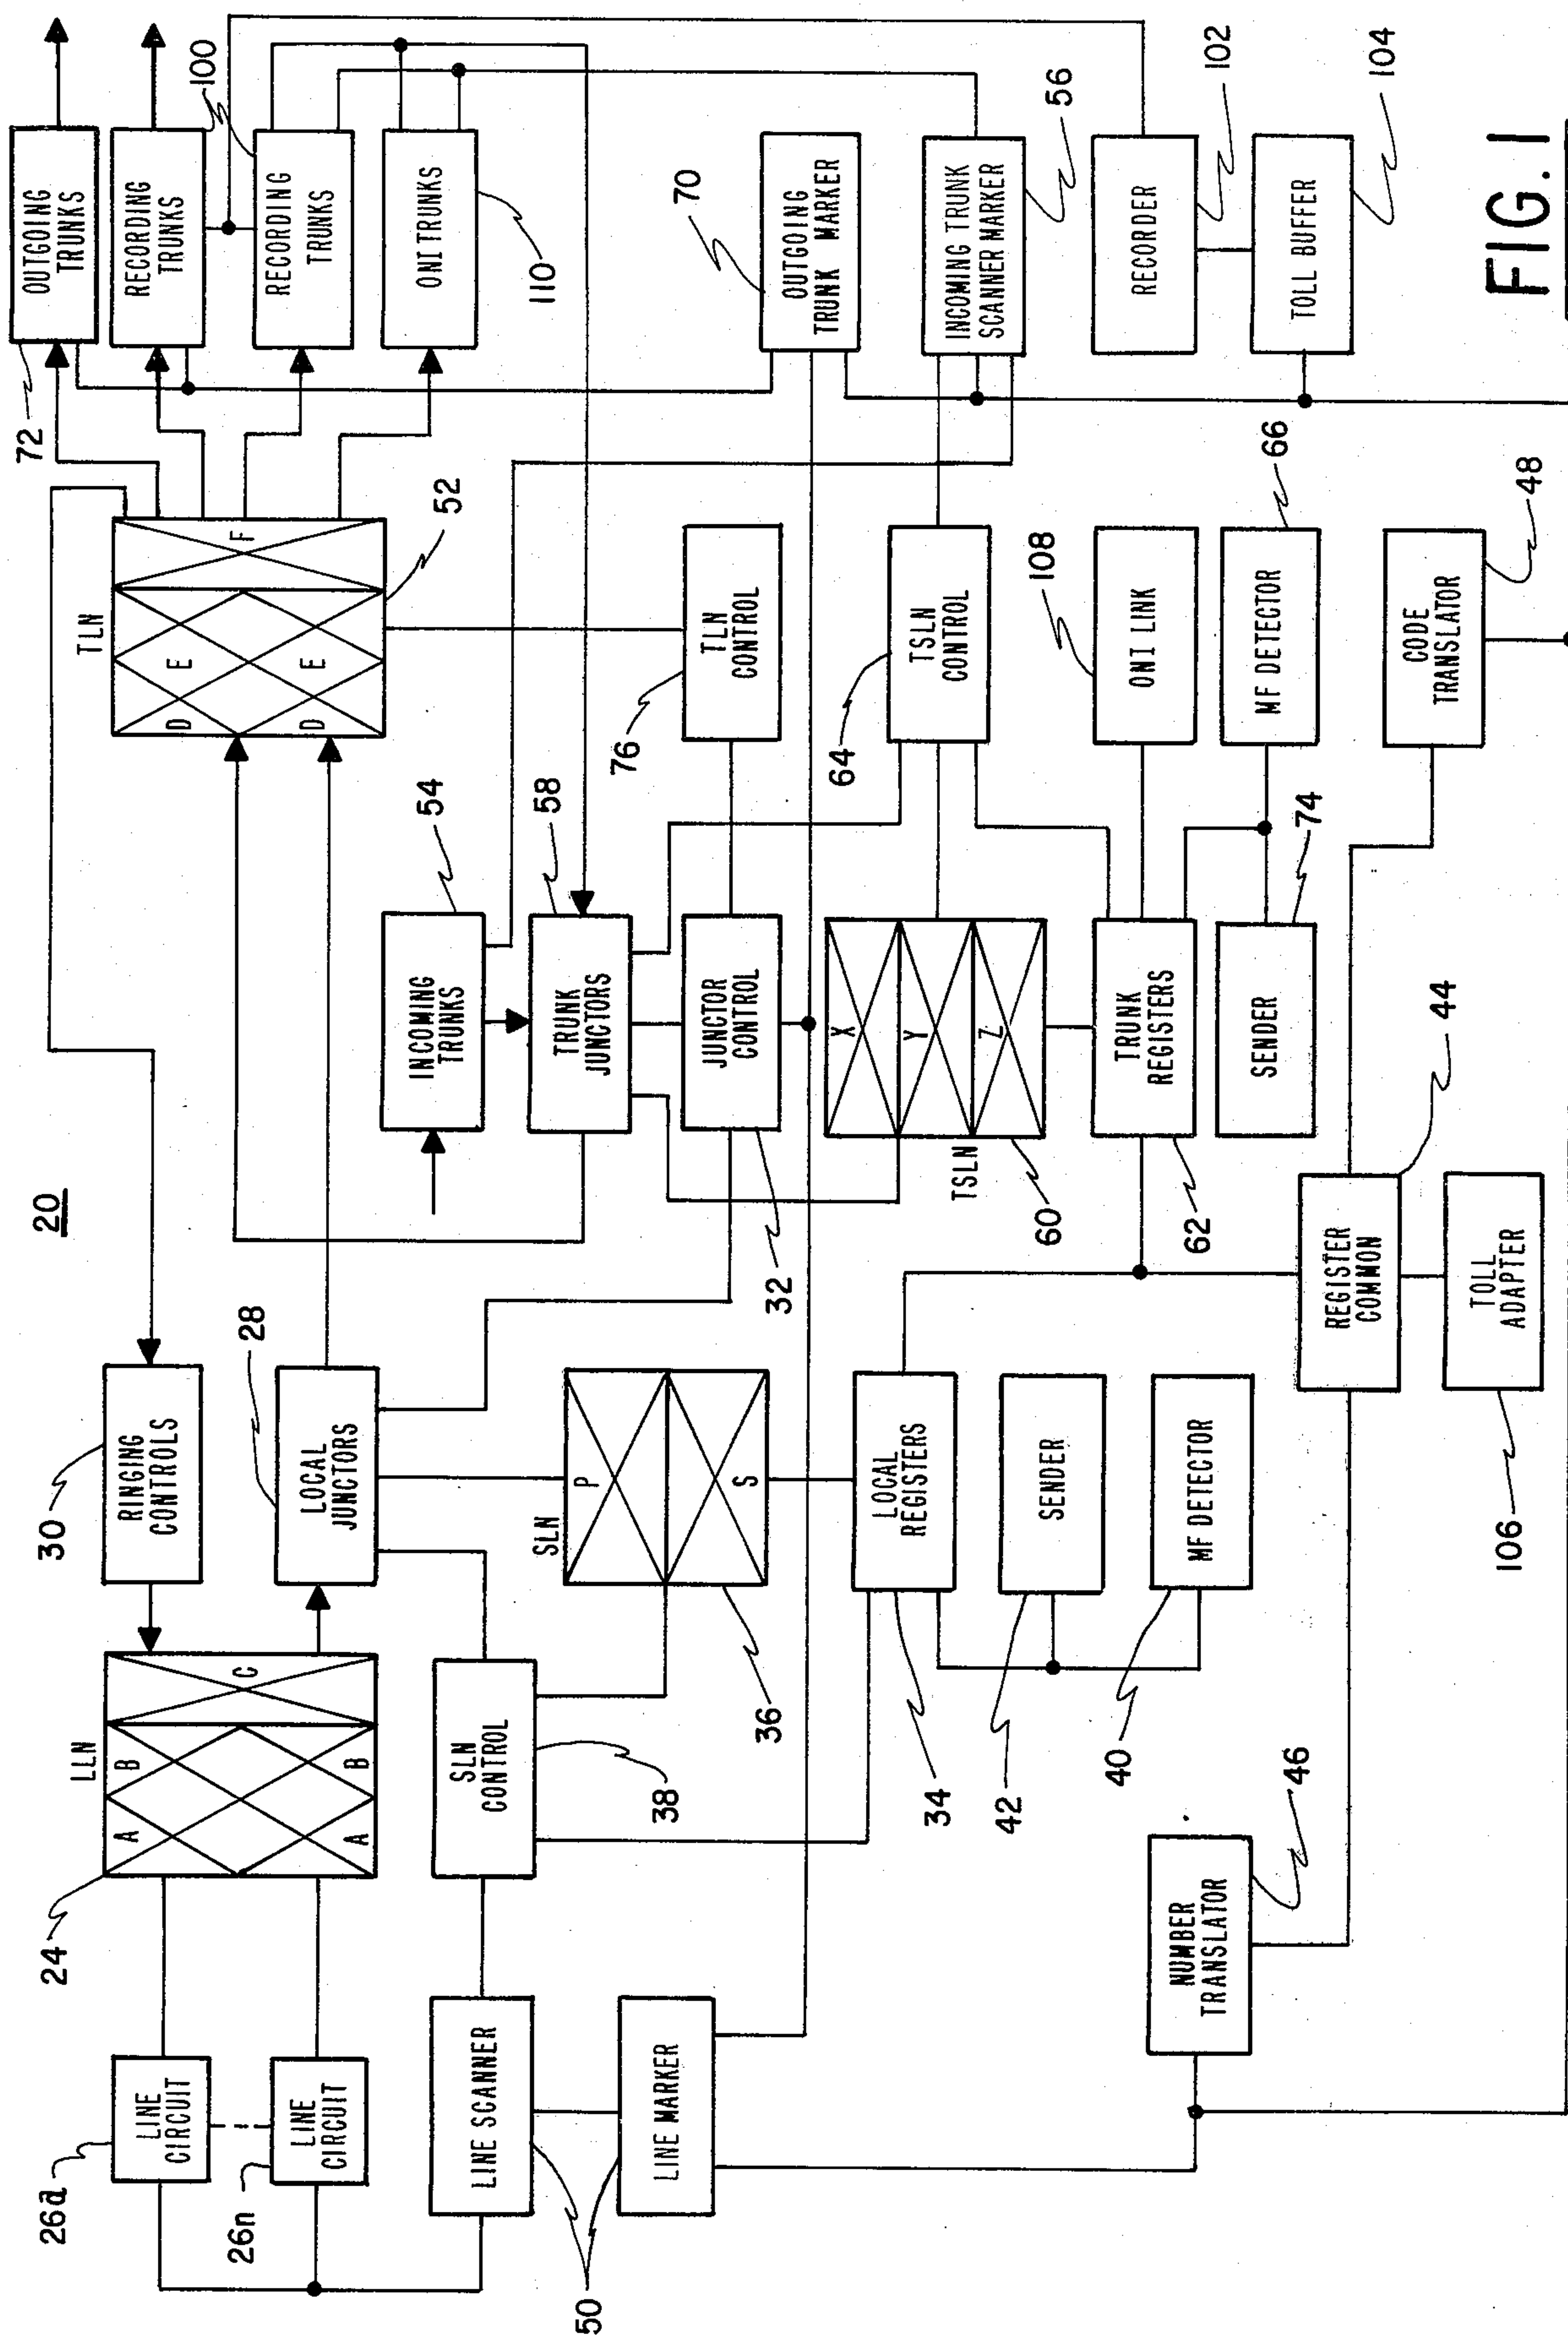 20
LLN
A
B
A
B
C
24
LINE
CIRCUIT
26a
LINE
CIRCUIT
26n
RINGING
CONTROLS
30
LOCAL
JUNCTORS
28
TLN
D
E
D
E
F
52
OUTGOING
TRUNKS
72
RECORDING
TRUNKS
100
RECORDING
TRUNKS
ONI TRUNKS
110
INCOMING
TRUNKS
54
TRUNK
JUNCTORS
58
JUNCTOR
CONTROL
32
TLN
CONTROL
76
OUTGOING
TRUNK MARKER
70
INCOMING TRUNK
SCANNER MARKER
56
RECORDER
102
TOLL BUFFER
104
LINE SCANNER
LINE MARKER
50
SLN
CONTROL
38
SLN
P
S
36
LOCAL
REGISTERS
34
SENDER
42
MF DETECTOR
40
TSLN
X
Y
Z
60
TSLN
CONTROL
64
TRUNK
REGISTERS
62
SENDER
74
ONI LINK
108
MF DETECTOR
66
CODE
TRANSLATOR
48
NUMBER
TRANSLATOR
46
REGISTER
COMMON
44
TOLL
ADAPTER
106
FIG. 1